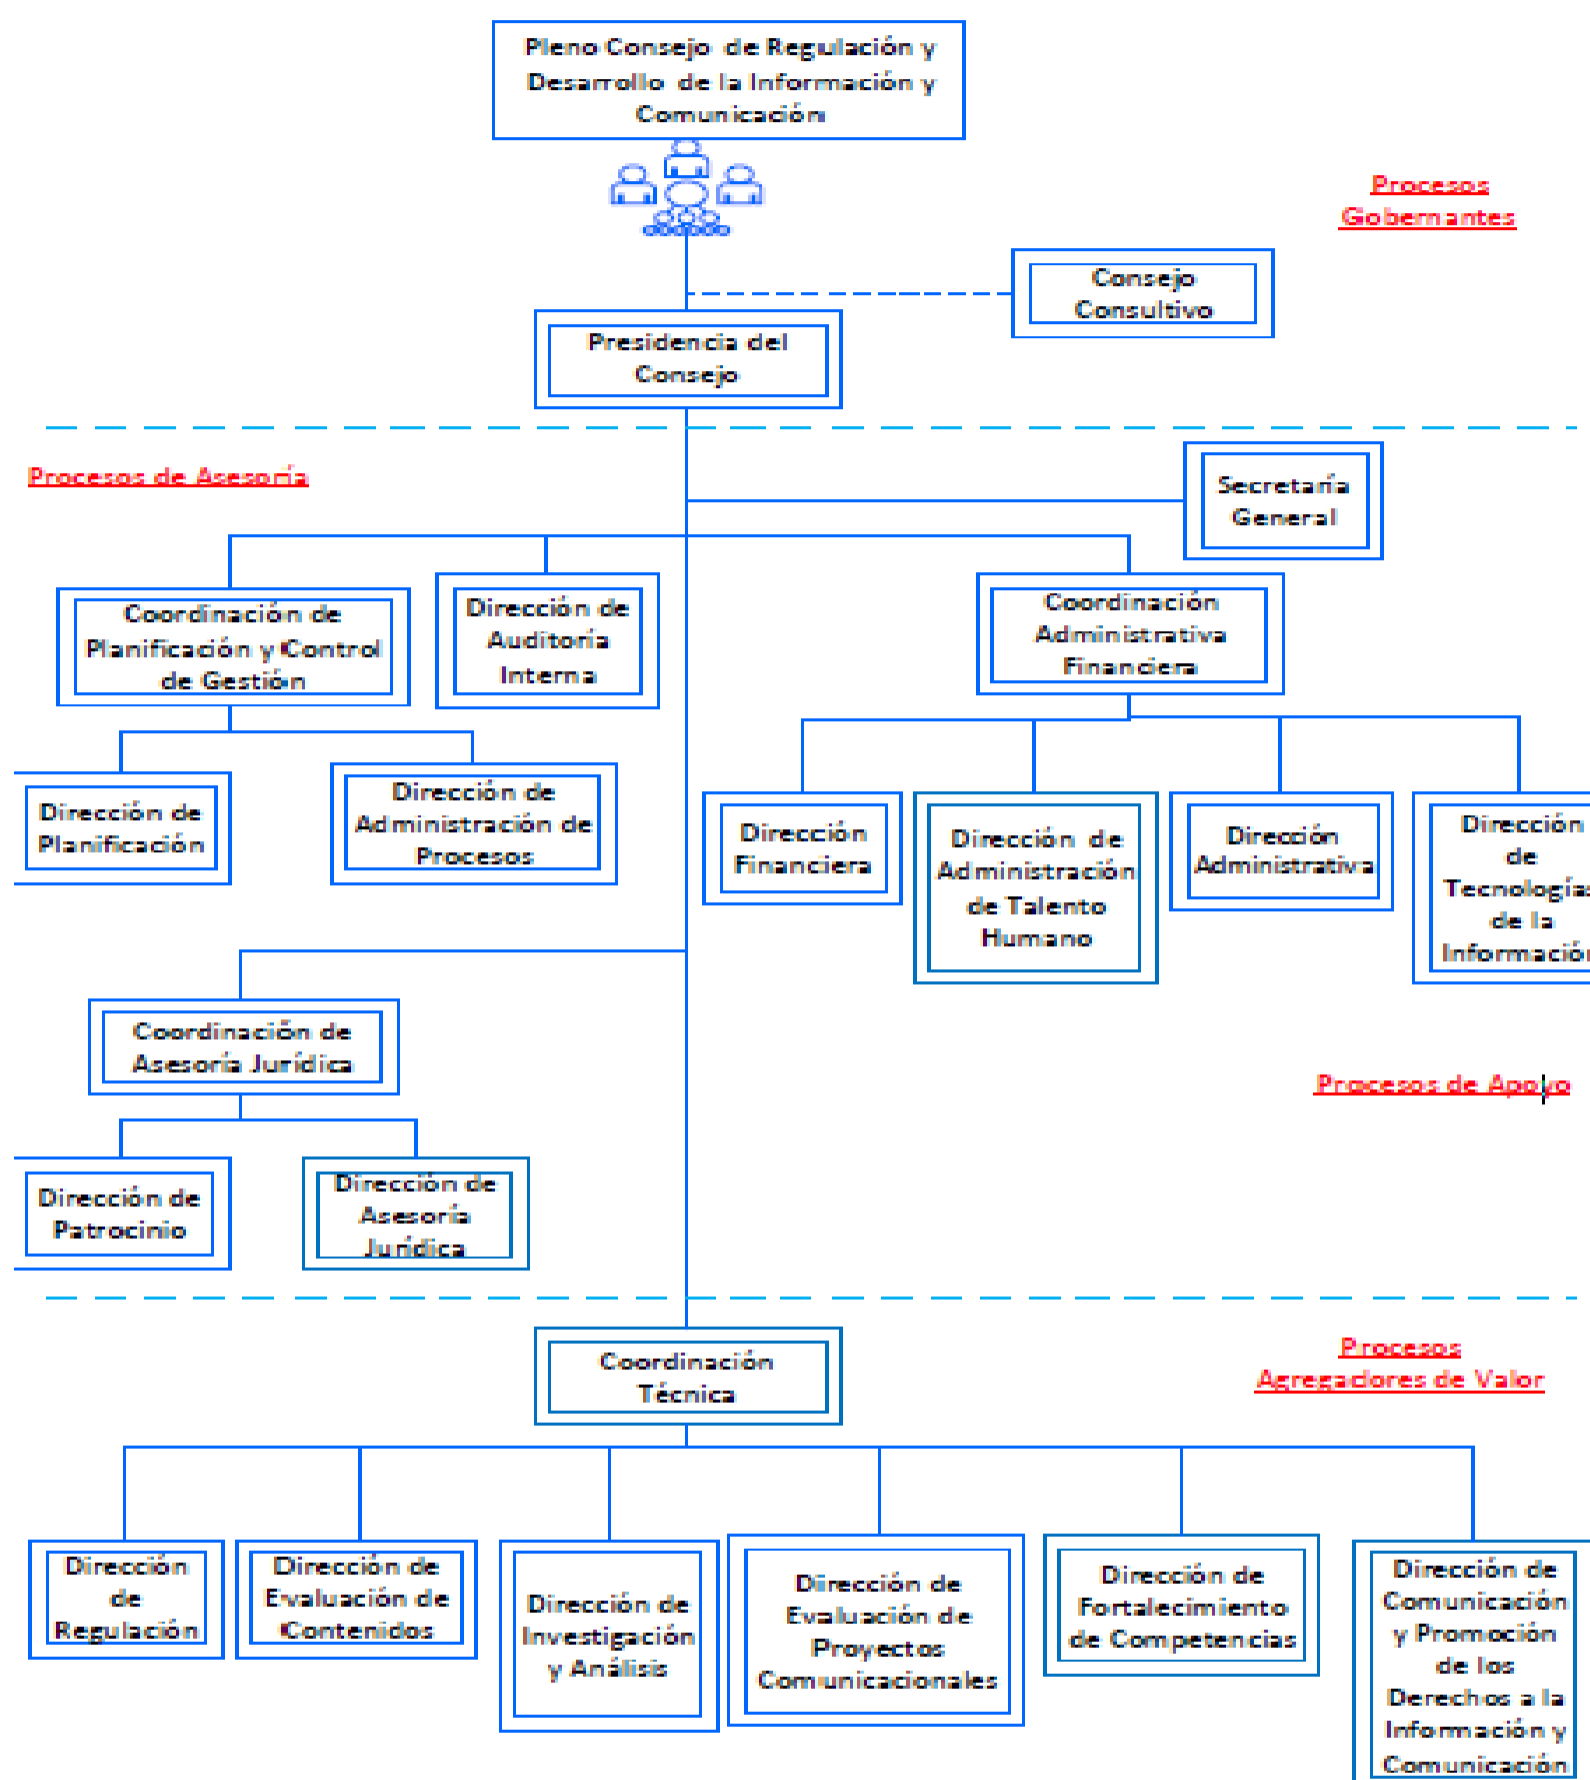 Pleno Consejo de Regulación y
Desarrollo de la Información y
Comunicación
Procesos
Gobernantes
Consejo
Consultivo
Presidencia del
Consejo
Procesos de Asesoría
Secretaría
General
Coordinación de
Planificación y Control
de Gestión
Dirección de
Auditoría
Interna
Coordinación
Administrativa
Financiera
Dirección de
Planificación
Dirección de
Administración de
Procesos
Dirección
Financiera
Dirección de
Administración
de Talento
Humano
Dirección
Administrativa
Dirección
de
Tecnologías
de la
Información
Coordinación de
Asesoría Jurídica
Procesos de Apoyo
Dirección de
Patrocinio
Dirección de
Asesoría
Jurídica
Coordinación
Técnica
Procesos
Agregadores de Valor
Dirección
de
Regulación
Dirección de
Evaluación de
Contenidos
Dirección de
Investigación
y Análisis
Dirección de
Evaluación de
Proyectos
Comunicacionales
Dirección de
Fortalecimiento
de Competencias
Dirección de
Comunicación
y Promoción
de los
Derechos a la
Información y
Comunicación